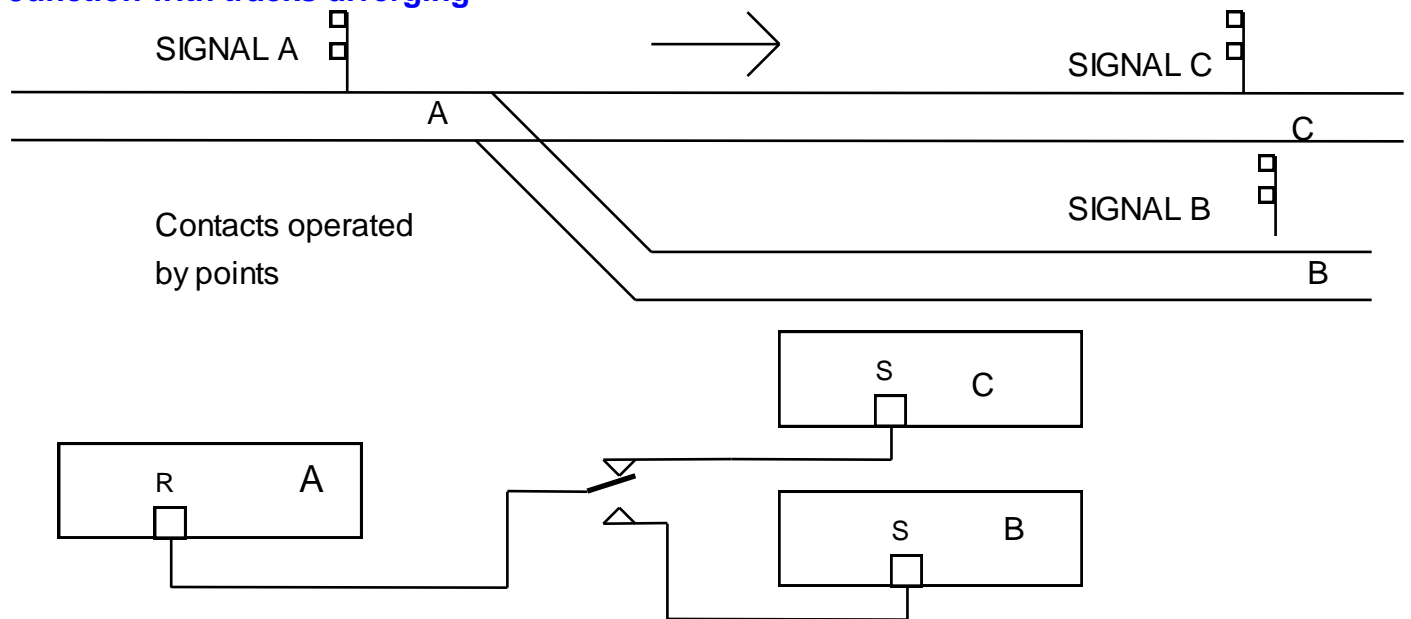 SIGNAL A
SIGNAL C
A
C
SIGNAL B
Contacts operated
by points
B
S C
R A
S B